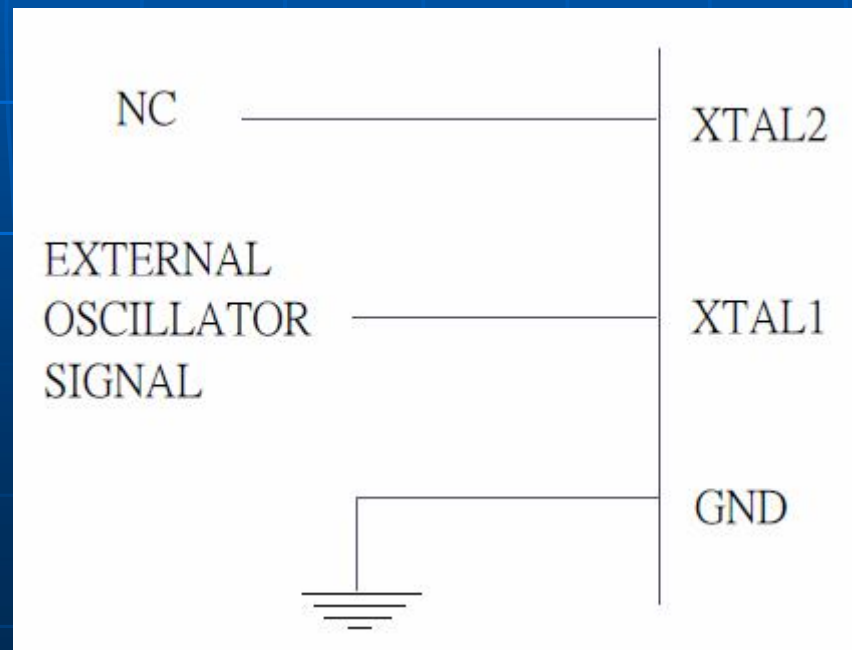 NC
XTAL2
EXTERNAL
OSCILLATOR
SIGNAL
XTAL1
GND